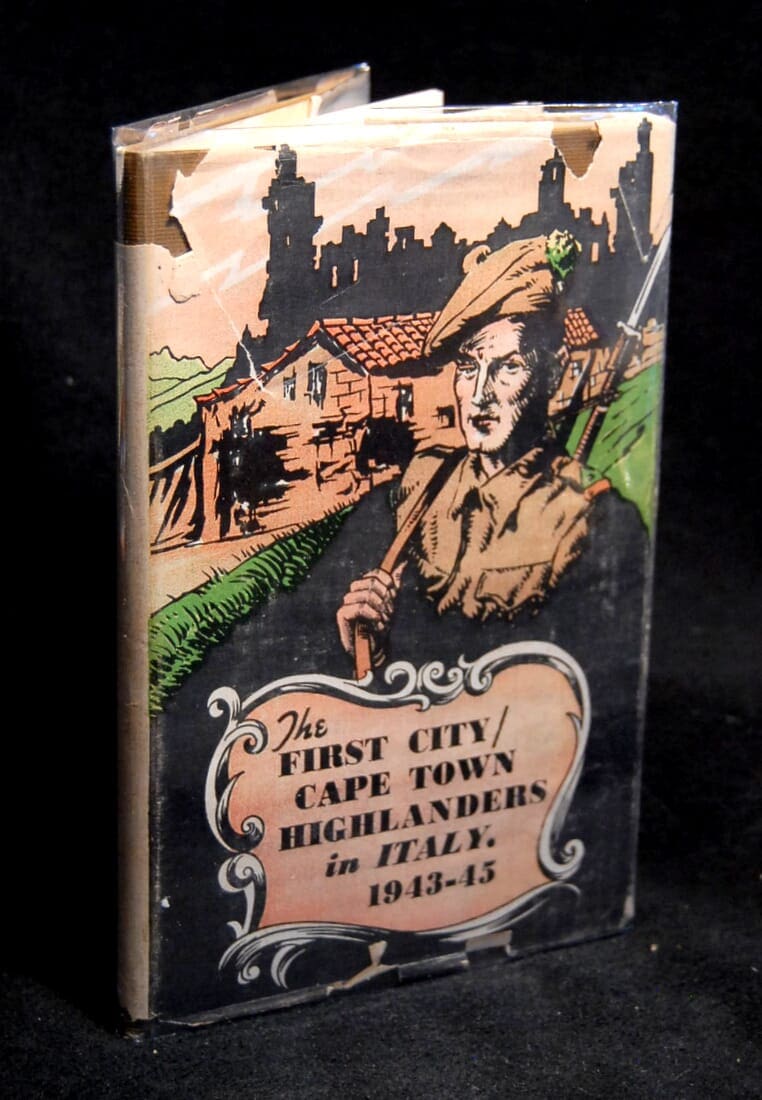 The
FIRST CITY/
CAPE TOWN
HIGHLANDERS
in ITALY.
1943-45